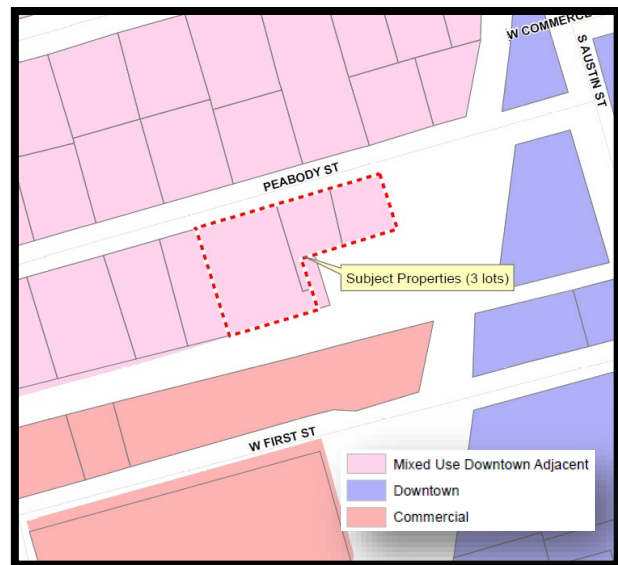 W COMMERCE
S AUSTIN ST
PEABODY ST
Subject Properties (3 lots)
W FIRST ST
Mixed Use Downtown Adjacent
Downtown
Commercial